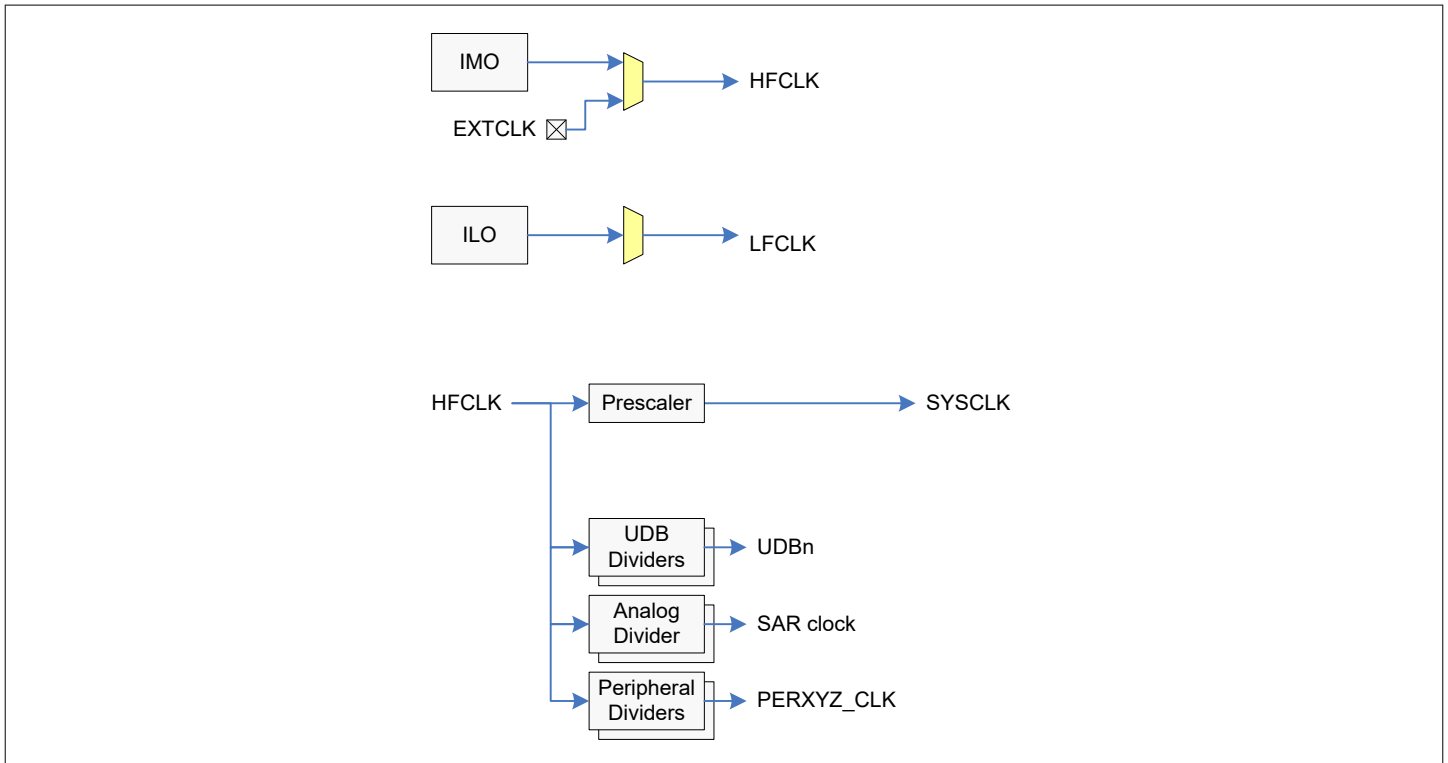 IMO
HFCLK
EXTCLK
ILO
LFCLK
HFCLK
Prescaler
SYSCLK
UDB
Dividers
UDBn
Analog
Divider
SAR clock
Peripheral
Dividers
PERXYZ_CLK